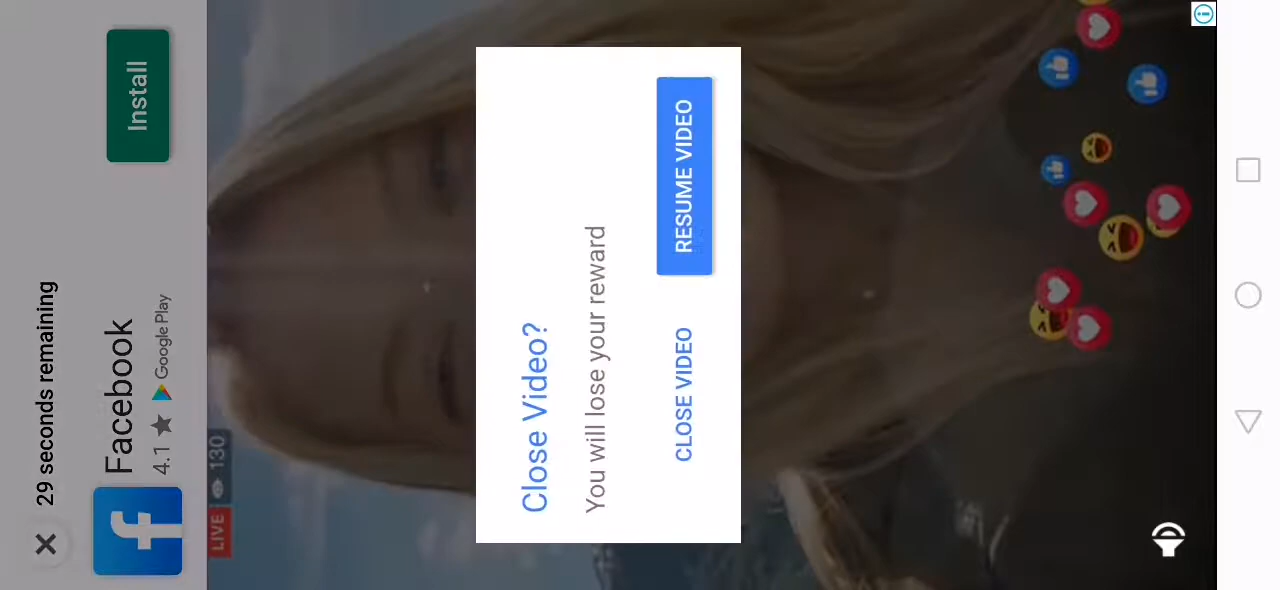 29 seconds remaining
Facebook
4.1 ★ Google Play
Install
LIVE 130
Close Video?
You will lose your reward
CLOSE VIDEO
RESUME VIDEO